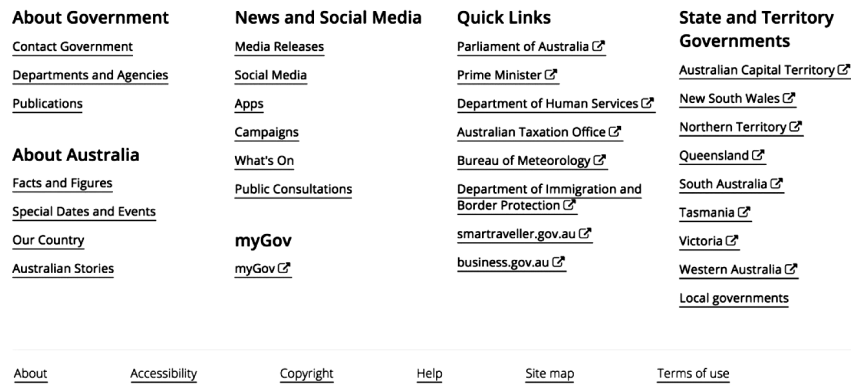 About Government
Contact Government
Departments and Agencies
Publications
About Australia
Facts and Figures
Special Dates and Events
Our Country
Australian Stories
News and Social Media
Media Releases
Social Media
Apps
Campaigns
What's On
Public Consultations
myGov
myGov
Quick Links
Parliament of Australia
Prime Minister
Department of Human Services
Australian Taxation Office
Bureau of Meteorology
Department of Immigration and
Border Protection
smartraveller.gov.au
business.gov.au
State and Territory
Governments
Australian Capital Territory
New South Wales
Northern Territory
Queensland
South Australia
Tasmania
Victoria
Western Australia
Local governments
About
Accessibility
Copyright
Help
Site map
Terms of use